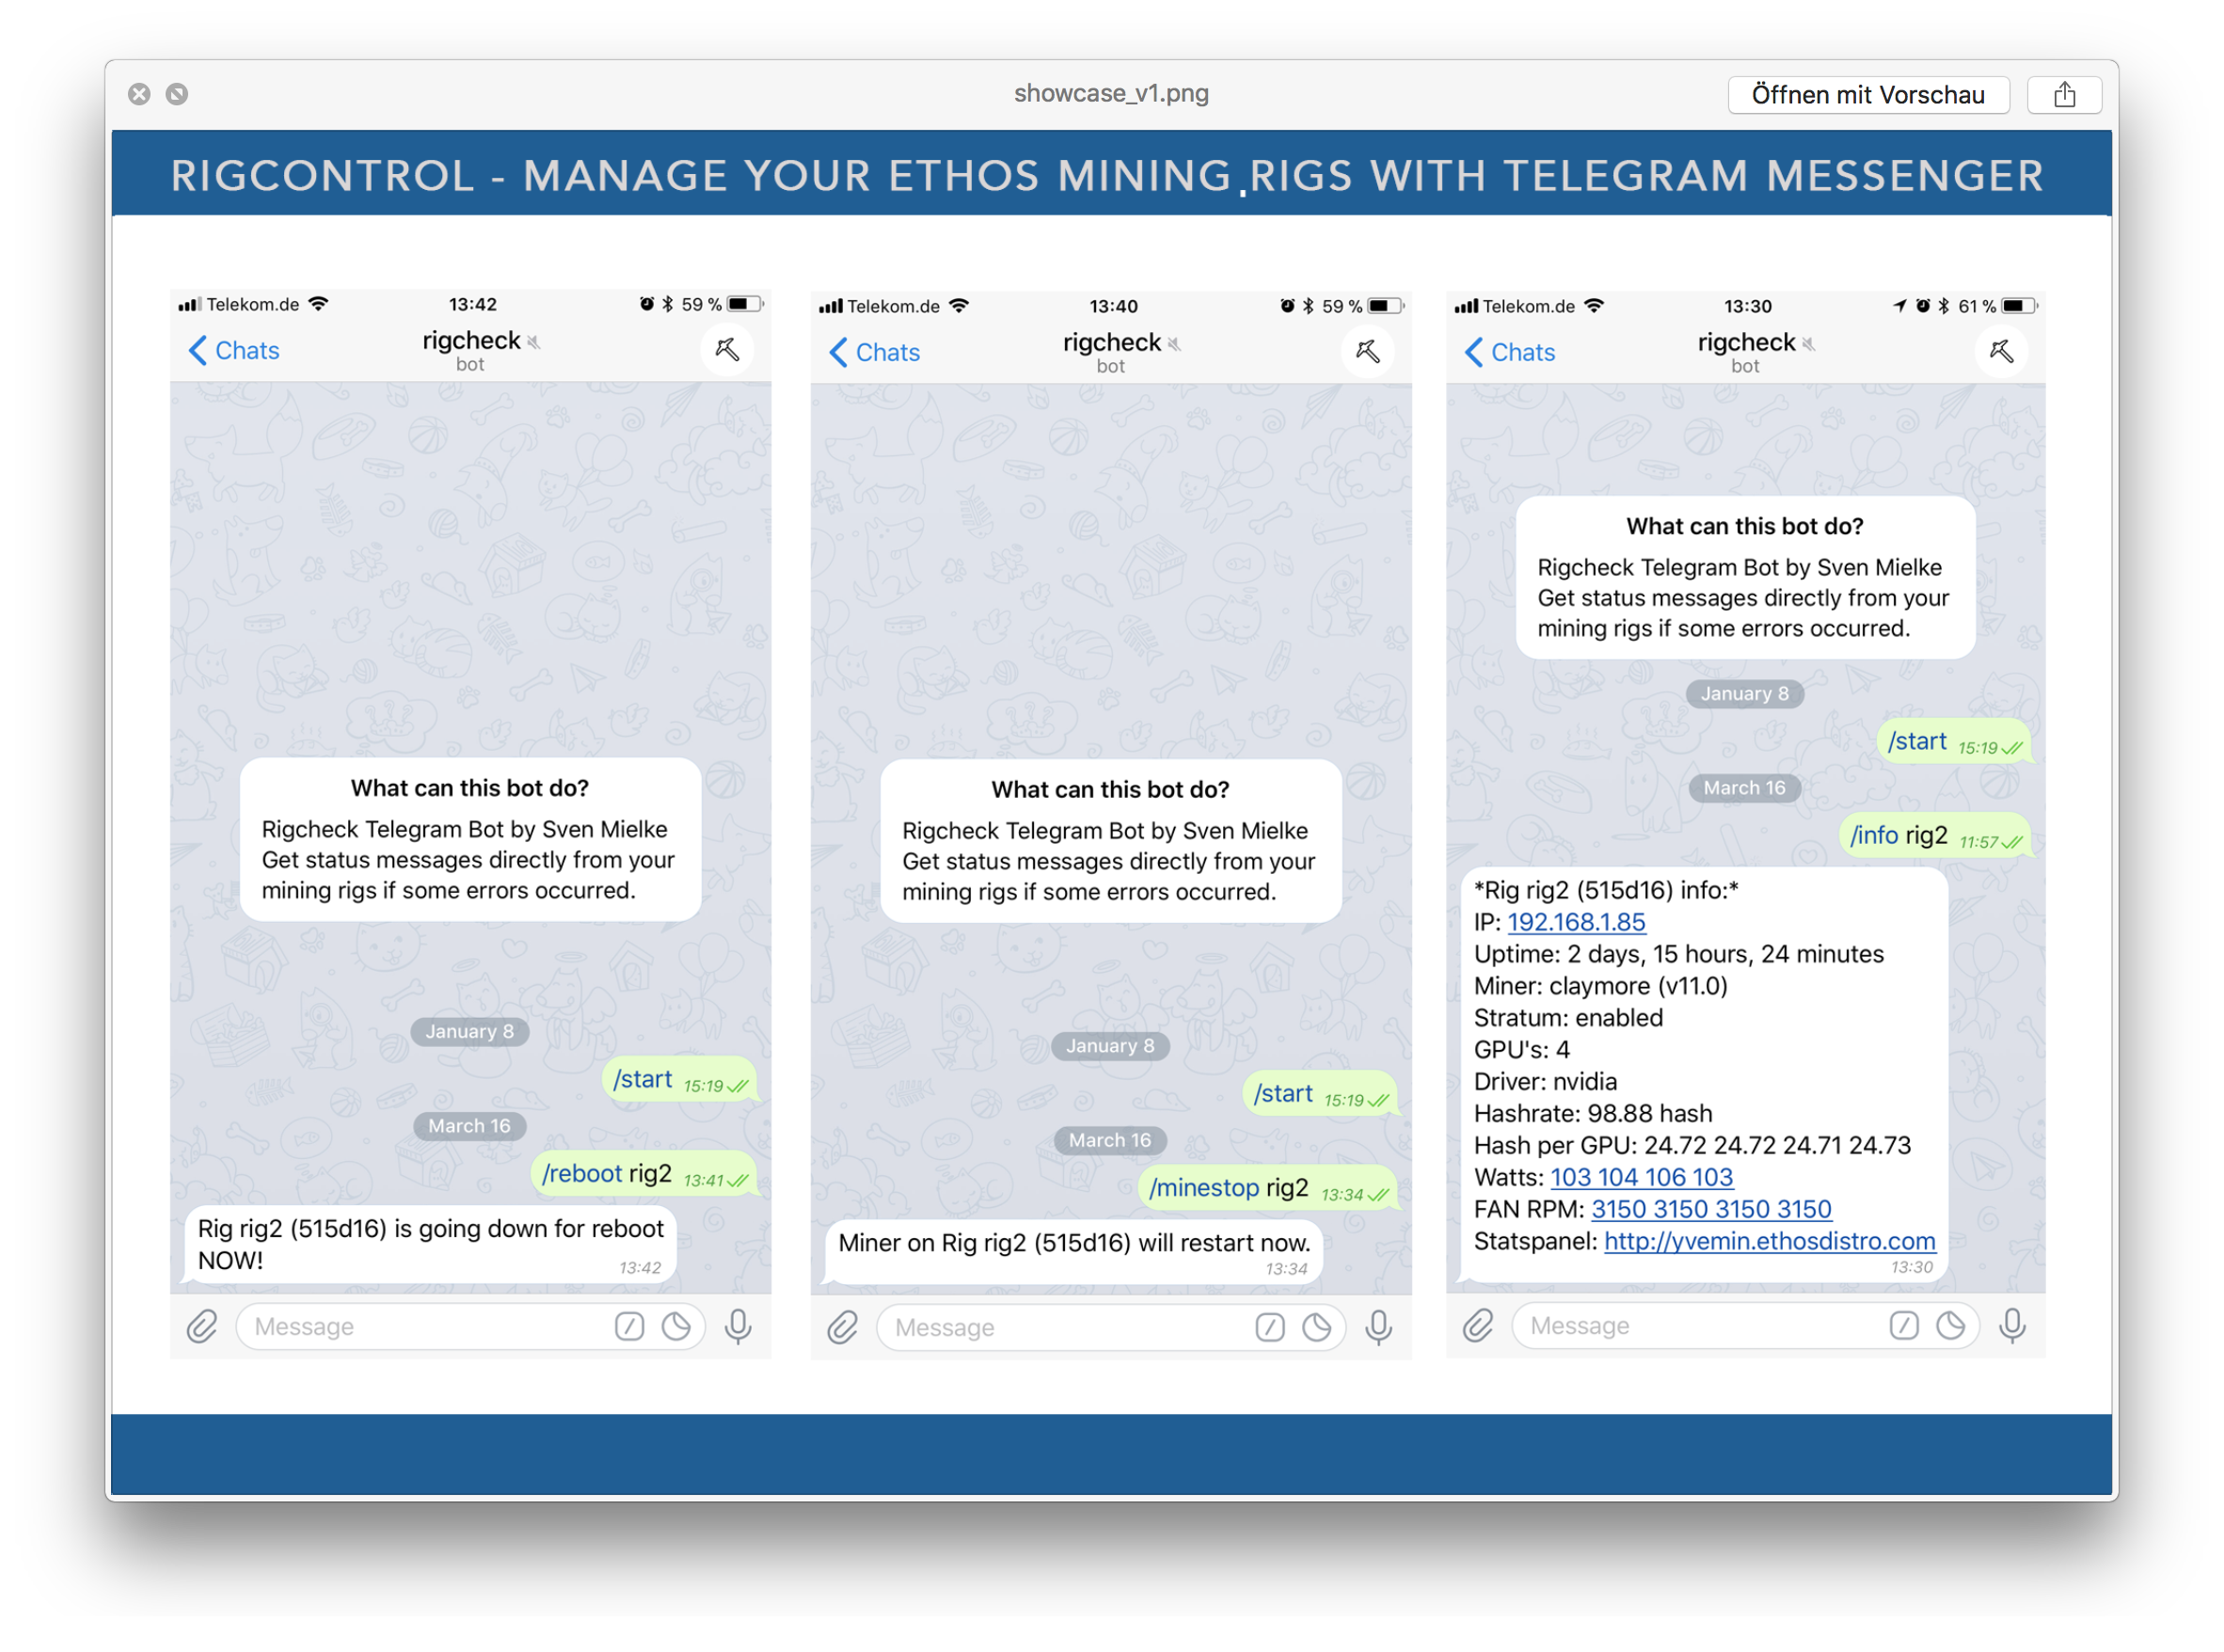 showcase_v1.png
Öffnen mit Vorschau
RIGCONTROL - MANAGE YOUR ETHOS MINING RIGS WITH TELEGRAM MESSENGER
Telekom.de 13:42 59 %
Chats
rigcheck
bot
What can this bot do?
Rigcheck Telegram Bot by Sven Mielke
Get status messages directly from your
mining rigs if some errors occurred.
January 8
/start 15:19
March 16
/reboot rig2 13:41
Rig rig2 (515d16) is going down for reboot
NOW!
13:42
Message
Telekom.de 13:40 59 %
Chats
rigcheck
bot
What can this bot do?
Rigcheck Telegram Bot by Sven Mielke
Get status messages directly from your
mining rigs if some errors occurred.
January 8
/start 15:19
March 16
/minestop rig2 13:34
Miner on Rig rig2 (515d16) will restart now.
13:34
Message
Telekom.de 13:30 61 %
Chats
rigcheck
bot
What can this bot do?
Rigcheck Telegram Bot by Sven Mielke
Get status messages directly from your
mining rigs if some errors occurred.
January 8
/start 15:19
March 16
/info rig2 11:57
*Rig rig2 (515d16) info:*
IP: 192.168.1.85
Uptime: 2 days, 15 hours, 24 minutes
Miner: claymore (v11.0)
Stratum: enabled
GPU's: 4
Driver: nvidia
Hashrate: 98.88 hash
Hash per GPU: 24.72 24.72 24.71 24.73
Watts: 103 104 106 103
FAN RPM: 3150 3150 3150 3150
Statspanel: http://yvemin.ethosdistro.com
13:30
Message